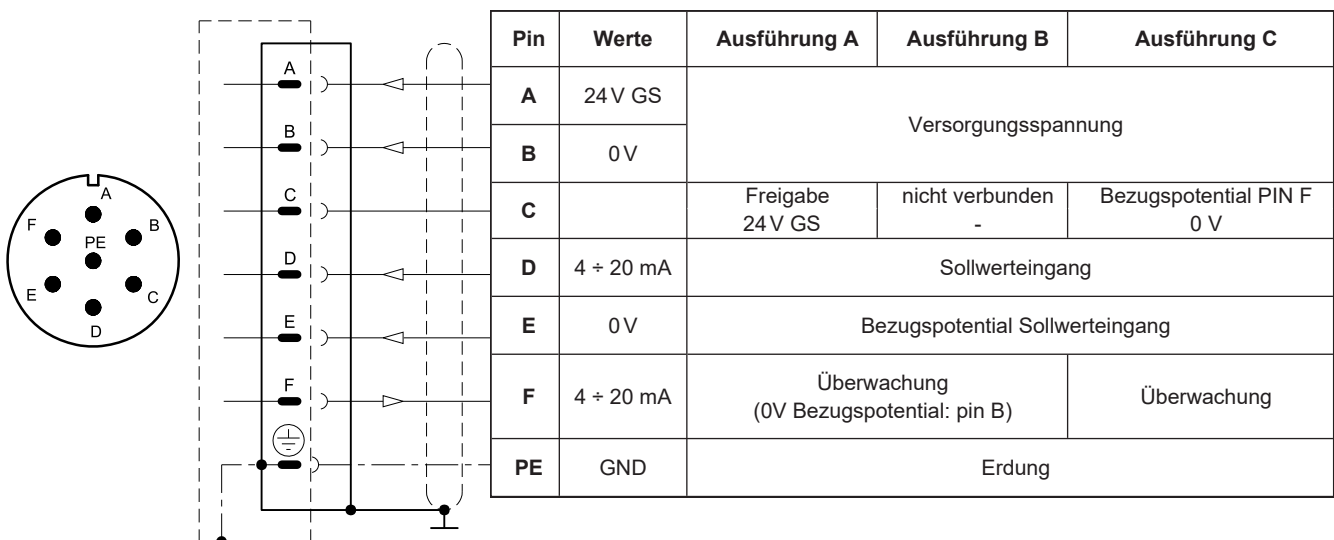 A
F
B
PE
E
C
D
A
B
C
D
E
F
Pin Werte Ausführung A Ausführung B Ausführung C
A 24 V GS Versorgungsspannung
B 0 V
C Freigabe nicht verbunden Bezugspotential PIN F
24 V GS - 0 V
D 4 ÷ 20 mA Sollwerteingang
E 0 V Bezugspotential Sollwerteingang
F 4 ÷ 20 mA Überwachung Überwachung
(0V Bezugspotential: pin B)
PE GND Erdung